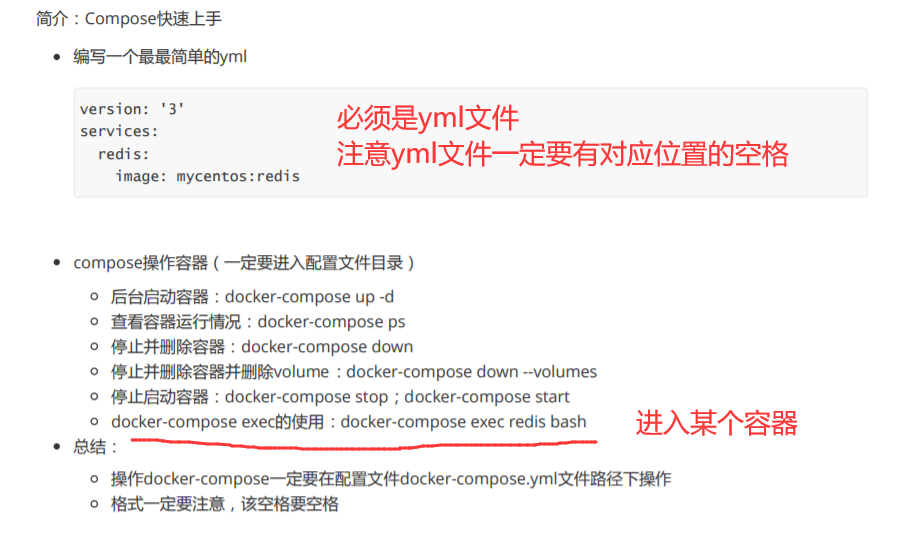 简介：Compose快速上手
编写一个最最简单的yml
version: '3'
services:
  redis:
    image: mycentos:redis
必须是yml文件
注意yml文件一定要有对应位置的空格
compose操作容器（一定要进入配置文件目录）
后台启动容器：docker-compose up -d
查看容器运行情况：docker-compose ps
停止并删除容器：docker-compose down
停止并删除容器并删除volume：docker-compose down --volumes
停止启动容器：docker-compose stop；docker-compose start
docker-compose exec的使用：docker-compose exec redis bash
进入某个容器
总结：
操作docker-compose一定要在配置文件docker-compose.yml文件路径下操作
格式一定要注意，该空格要空格